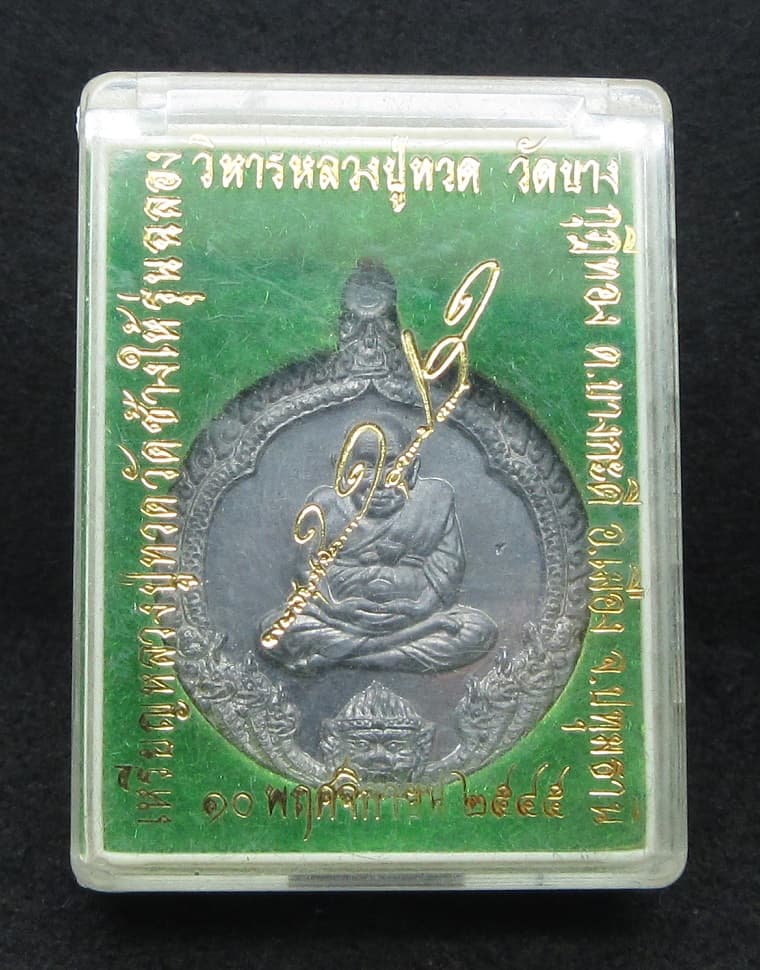 เหรียญหลวงปู่ทวดวัดช้างให้รุ่นฉลอง
วิหารหลวงปู่ทวด วัดบาง
กุฎีทอง ต.บางกะดี อ.เมือง จ.ปทุมธานี
๑๐ พฤศจิกายน ๒๕๔๕